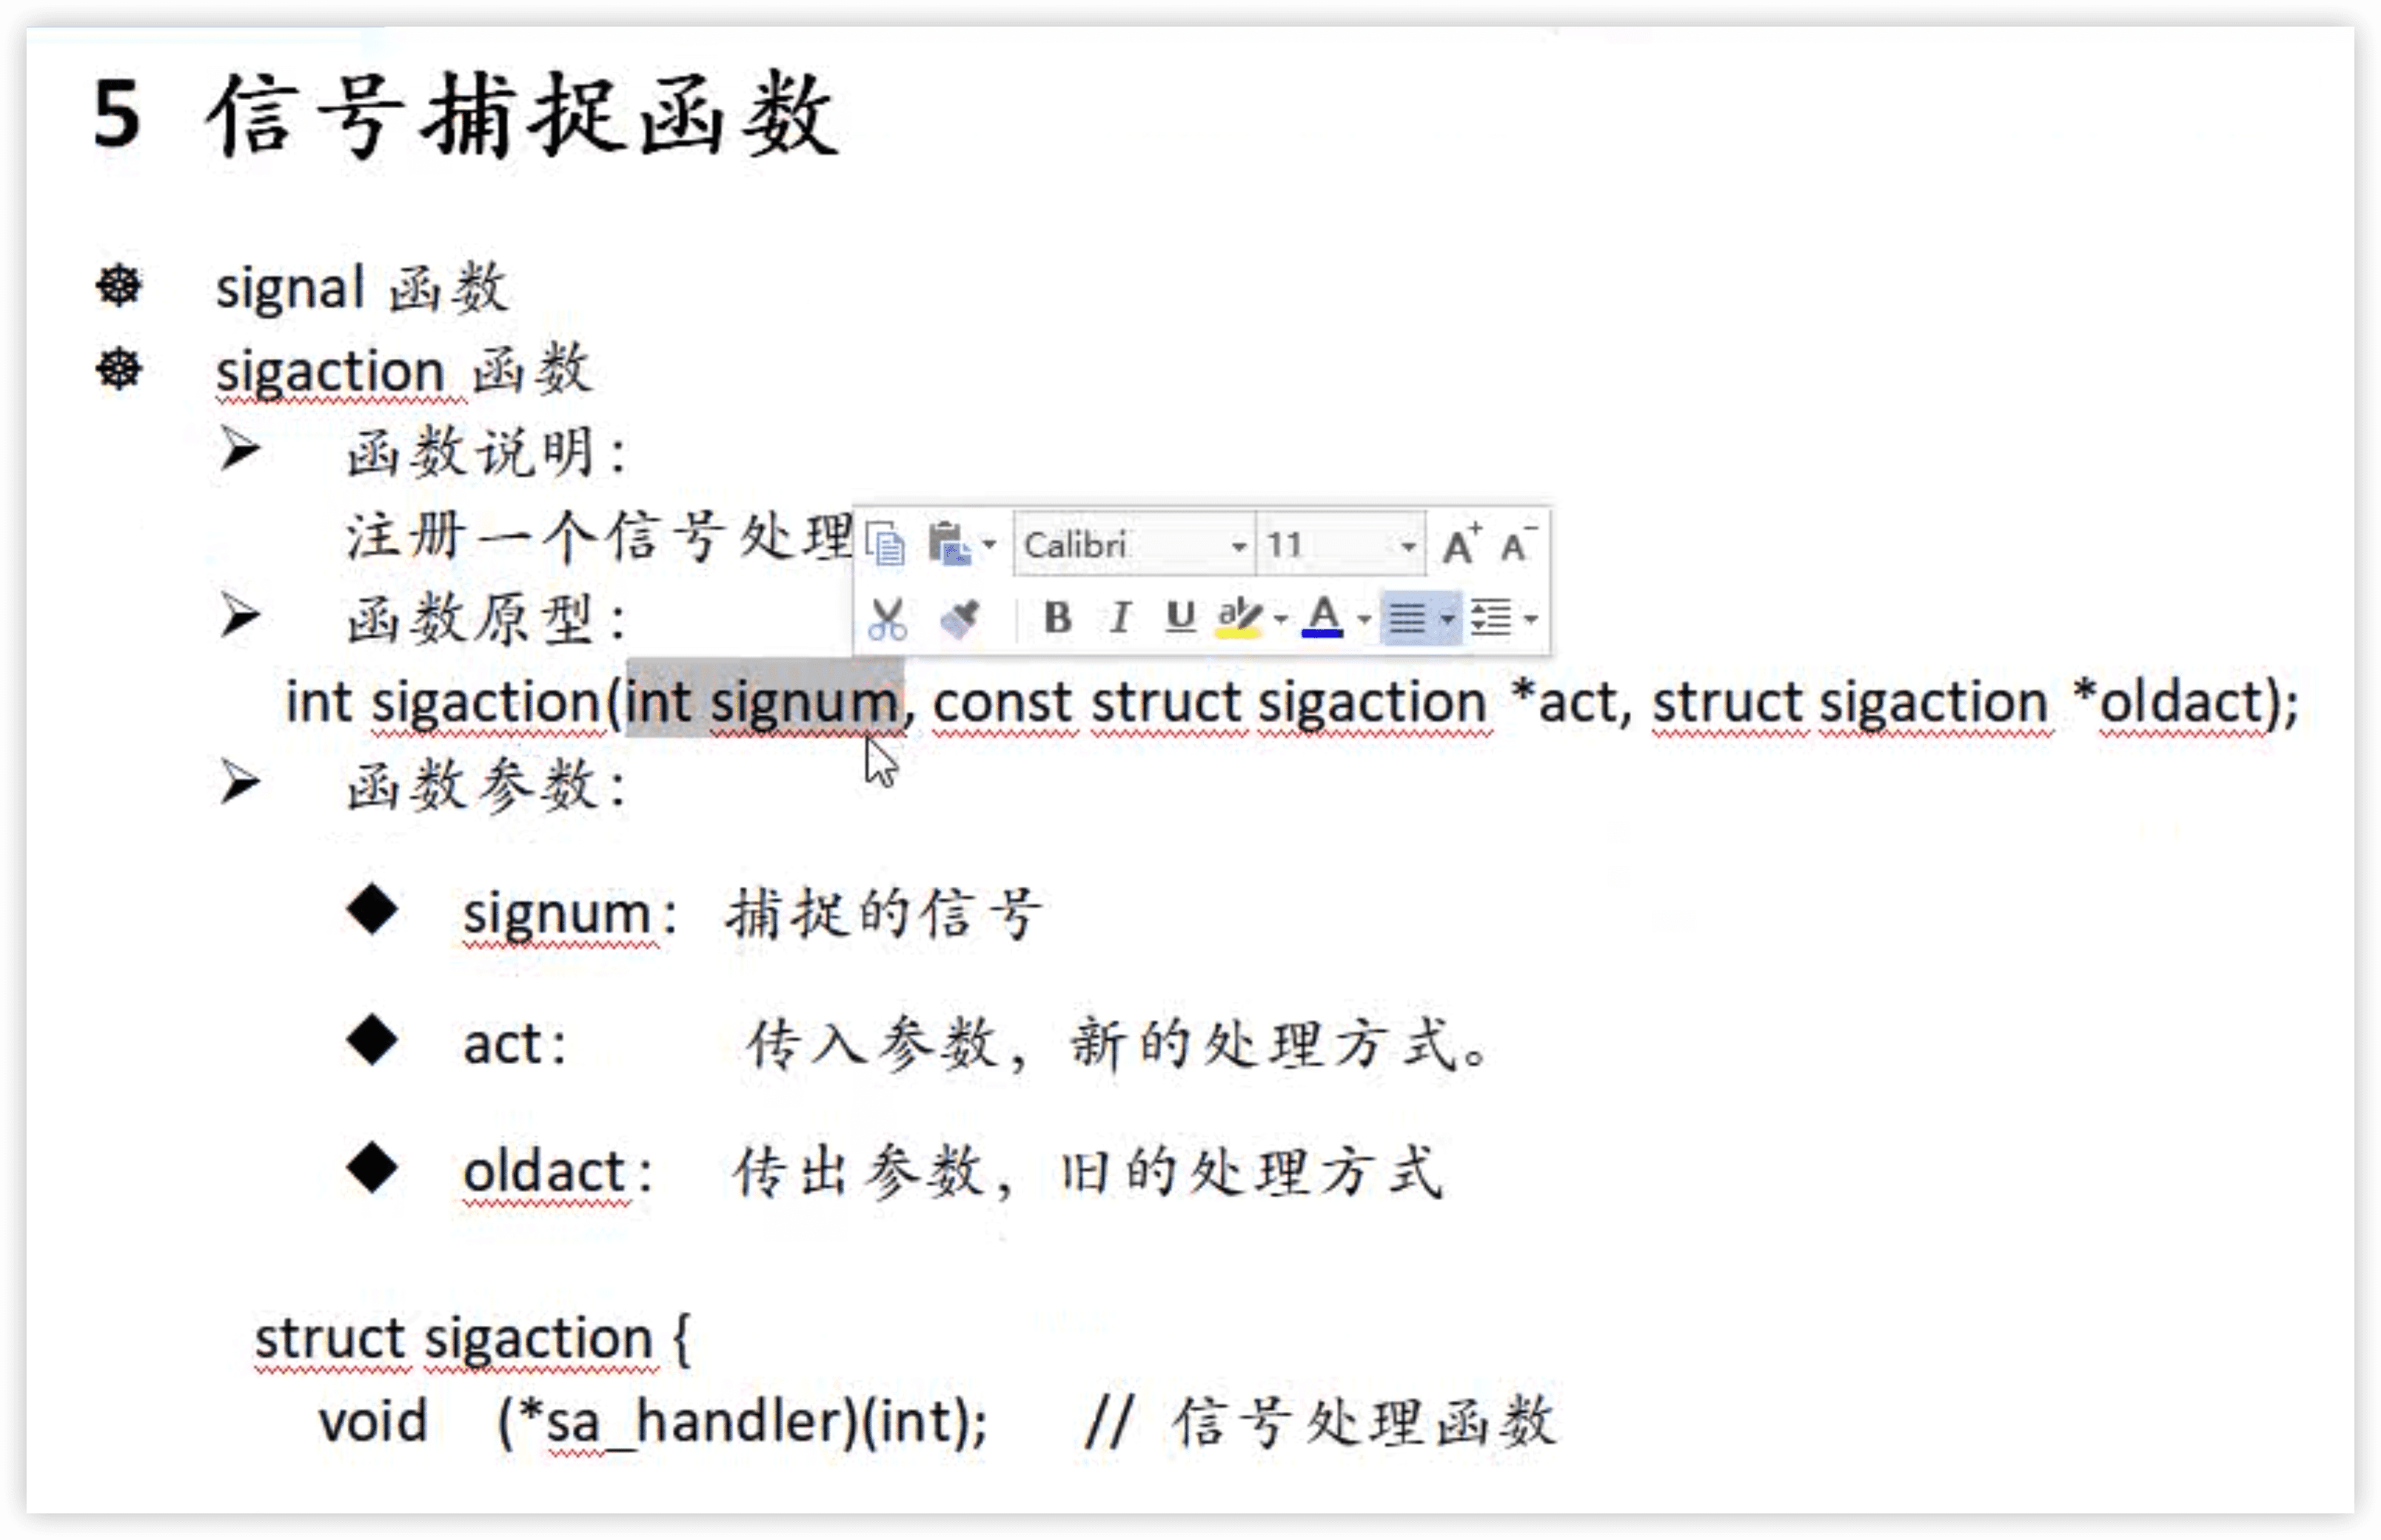 5 信号捕捉函数
signal 函数
sigaction 函数
函数说明：
注册一个信号处理
Calibri 11 A+ A-
B I U ab A
函数原型：
int sigaction(int signum, const struct sigaction *act, struct sigaction *oldact);
函数参数：
signum： 捕捉的信号
act： 传入参数，新的处理方式。
oldact： 传出参数，旧的处理方式
struct sigaction {
void (*sa_handler)(int); // 信号处理函数